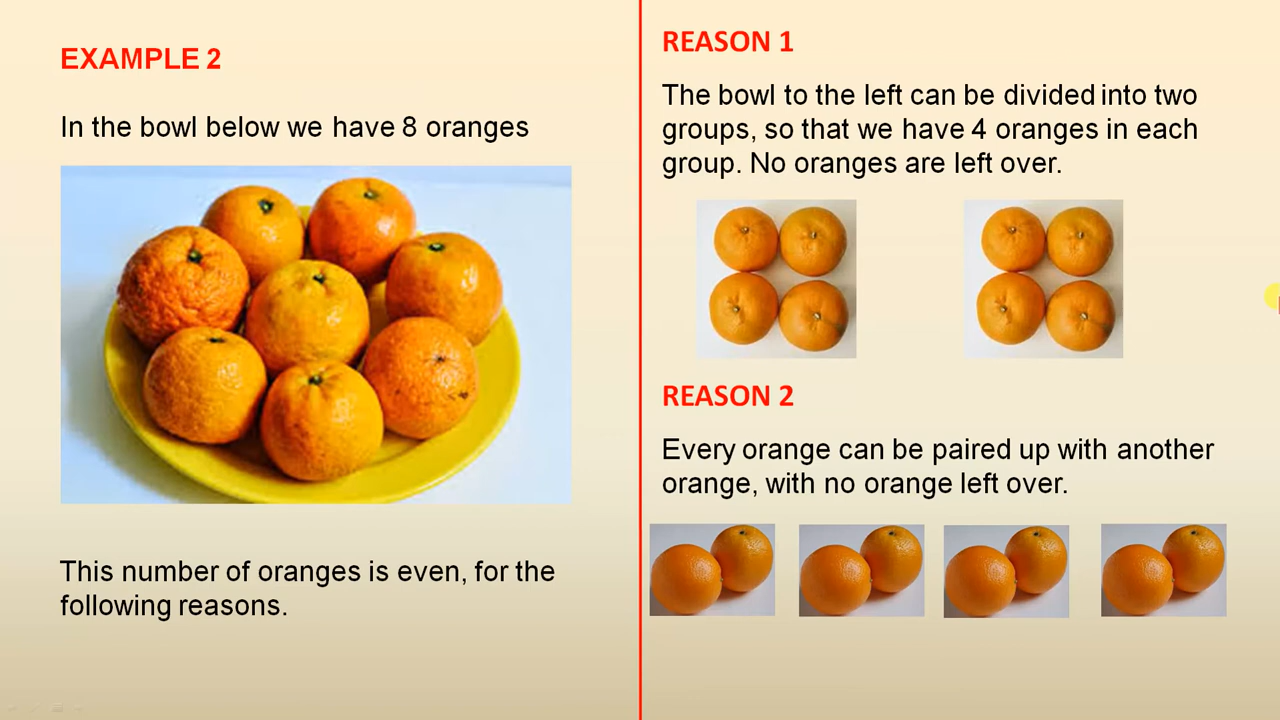 EXAMPLE 2
In the bowl below we have 8 oranges
This number of oranges is even, for the
following reasons.
REASON 1
The bowl to the left can be divided into two
groups, so that we have 4 oranges in each
group. No oranges are left over.
REASON 2
Every orange can be paired up with another
orange, with no orange left over.